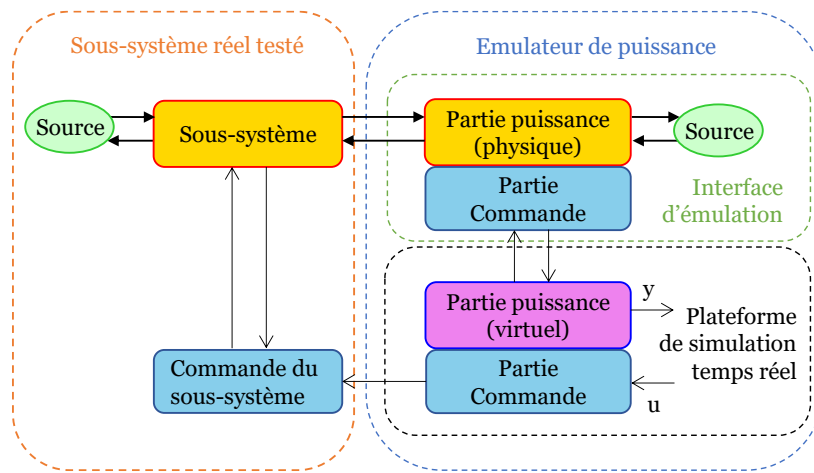 Sous-système réel testé
Emulateur de puissance
Source
Sous-système
Partie puissance
(physique)
Source
Partie
Commande
Interface
d'émulation
Partie puissance
(virtuel)
y
Plateforme
de simulation
temps réel
Commande du
sous-système
Partie
Commande
u